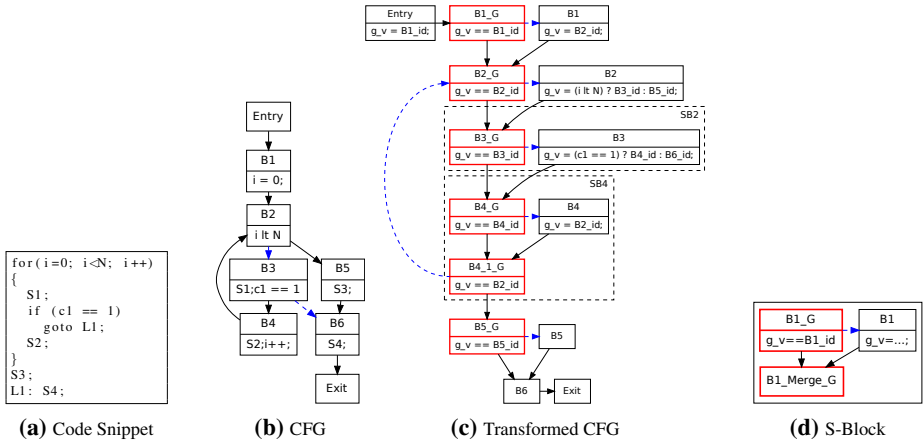 for(i=0; i<N; i++)
{
S1;
if (c1 == 1)
goto L1;
S2;
}
S3;
L1: S4;
(a) Code Snippet
Entry
B1
i = 0;
B2
i lt N
B3
S1;c1 == 1
B5
S3;
B4
S2;i++;
B6
S4;
Exit
(b) CFG
Entry
g_v = B1_id;
B1_G
g_v == B1_id
B1
g_v = B2_id;
B2_G
g_v == B2_id
B2
g_v = (i lt N) ? B3_id : B5_id;
SB2
B3_G
g_v == B3_id
B3
g_v = (c1 == 1) ? B4_id : B6_id;
SB4
B4_G
g_v == B4_id
B4
g_v = B2_id;
B4_1_G
g_v == B2_id
B5_G
g_v == B5_id
B5
B6
Exit
(c) Transformed CFG
B1_G
g_v==B1_id
B1
g_v=...;
B1_Merge_G
(d) S-Block